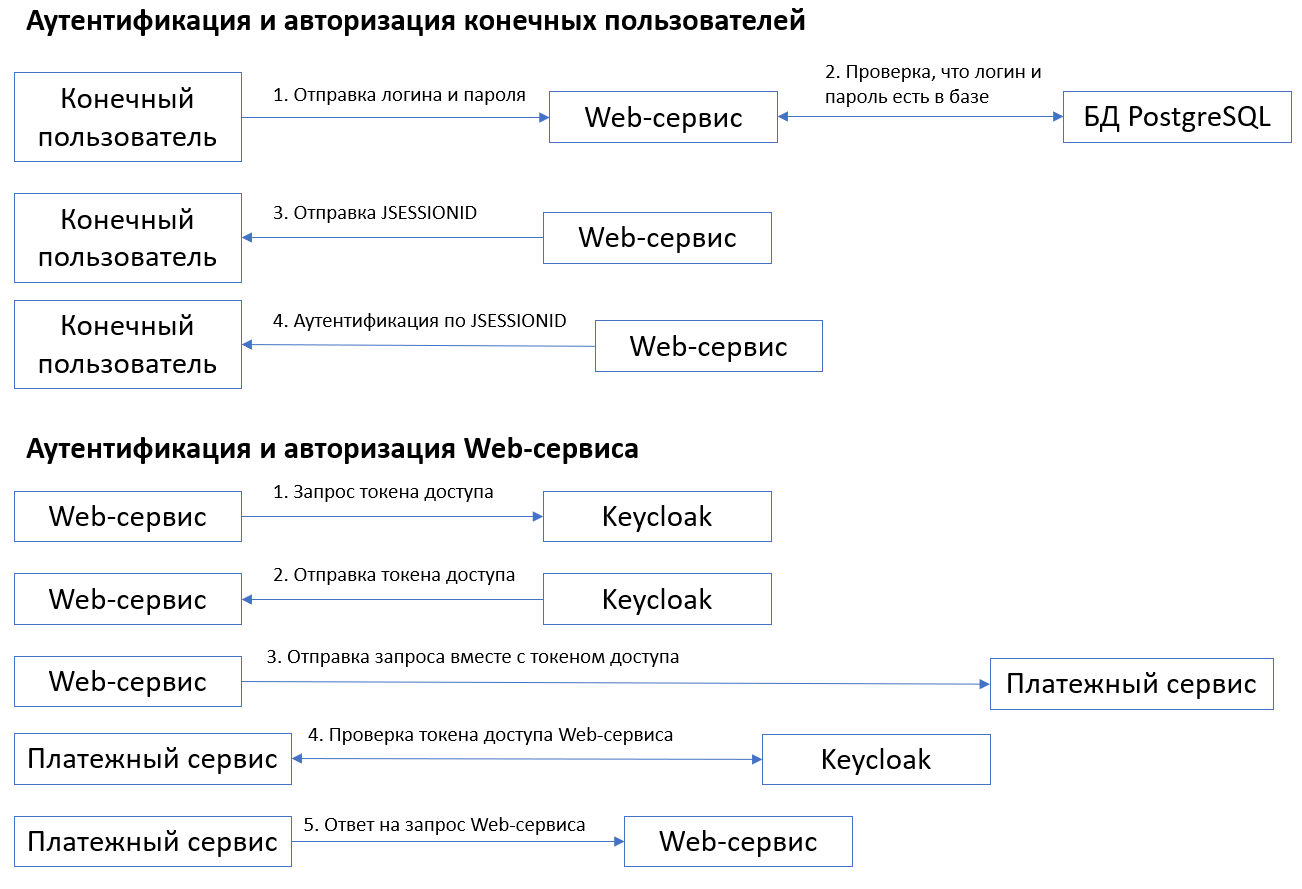 Аутентификация и авторизация конечных пользователей
Конечный
пользователь
1. Отправка логина и пароля
Web-сервис
2. Проверка, что логин и
пароль есть в базе
БД PostgreSQL
Конечный
пользователь
3. Отправка JSESSIONID
Web-сервис
Конечный
пользователь
4. Аутентификация по JSESSIONID
Web-сервис
Аутентификация и авторизация Web-сервиса
Web-сервис
1. Запрос токена доступа
Keycloak
Web-сервис
2. Отправка токена доступа
Keycloak
Web-сервис
3. Отправка запроса вместе с токеном доступа
Платежный сервис
Платежный сервис
4. Проверка токена доступа Web-сервиса
Keycloak
Платежный сервис
5. Ответ на запрос Web-сервиса
Web-сервис